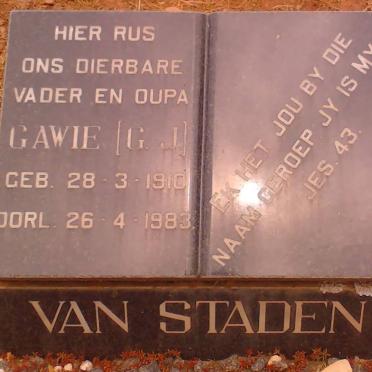 HIER RUS
ONS DIERBARE
VADER EN OUPA
GAWIE [G. J]
GEB. 28-3-1910
OORL. 26-4-1983
EK HET JOU BY DIE
NAAM GEROEP JY IS MY
JES. 43.
VAN STADEN